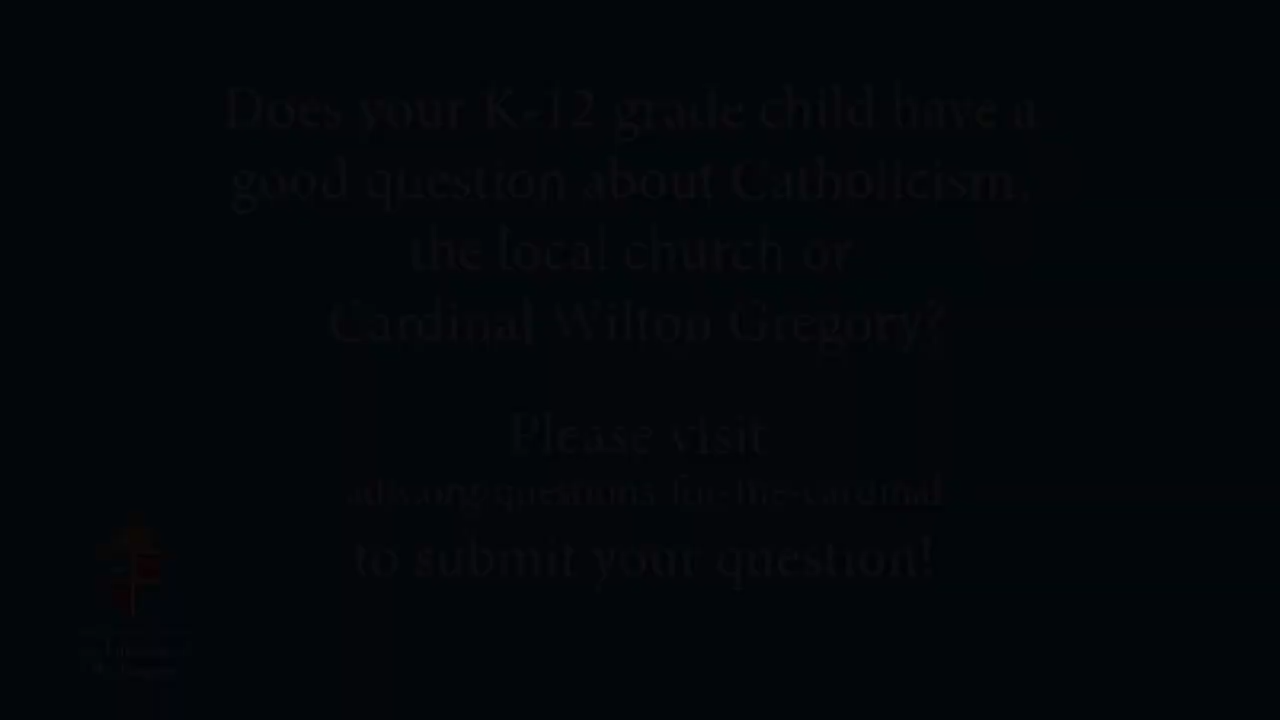 Does your K-12 grade child have a
good question about Catholicism,
the local church or
Cardinal Wilton Gregory?
Please visit
adw.org/questions-for-the-cardinal
to submit your question!